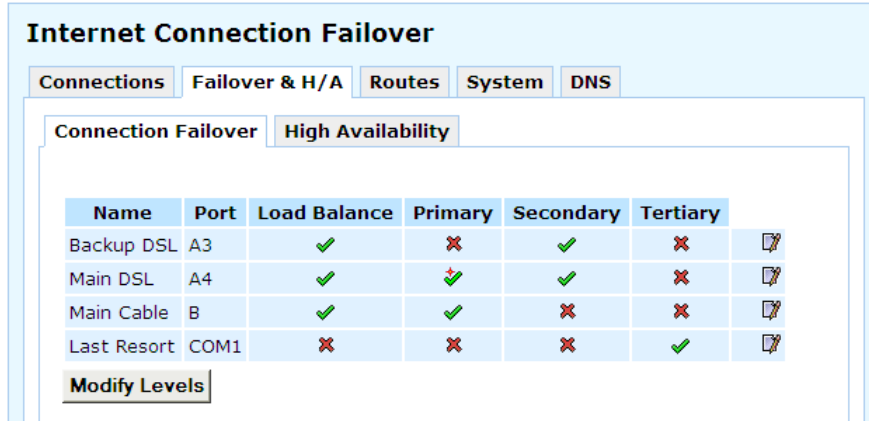 Internet Connection Failover
Connections Failover & H/A Routes System DNS
Connection Failover High Availability
Name Port Load Balance Primary Secondary Tertiary
Backup DSL A3
Main DSL A4
Main Cable B
Last Resort COM1
Modify Levels